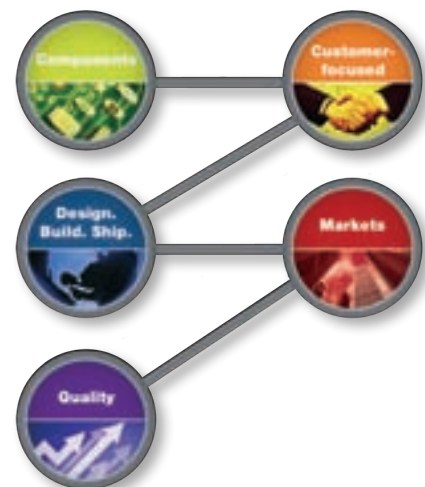 Components
Customer-
focused
Design.
Build. Ship.
Markets
Quality